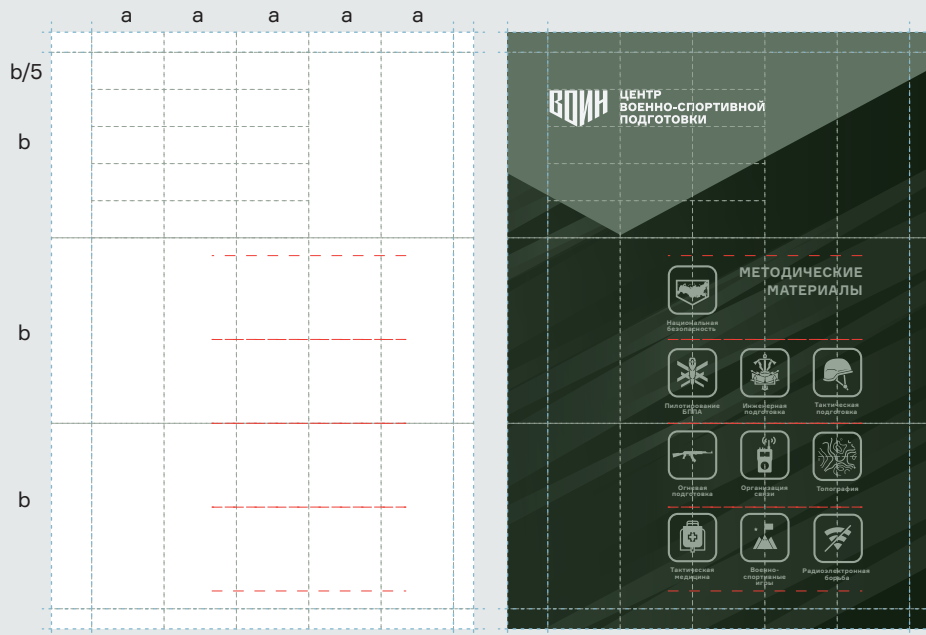 a a a a a
b/5
b
b
b
ВОИН
ЦЕНТР
ВОЕННО-СПОРТИВНОЙ
ПОДГОТОВКИ
МЕТОДИЧЕСКИЕ
МАТЕРИАЛЫ
Национальная
безопасность
Пилотирование
БПЛА
Инженерная
подготовка
Тактическая
подготовка
Огневая
подготовка
Организация
связи
Топография
Тактическая
медицина
Военно-
спортивные
игры
Радиоэлектронная
борьба